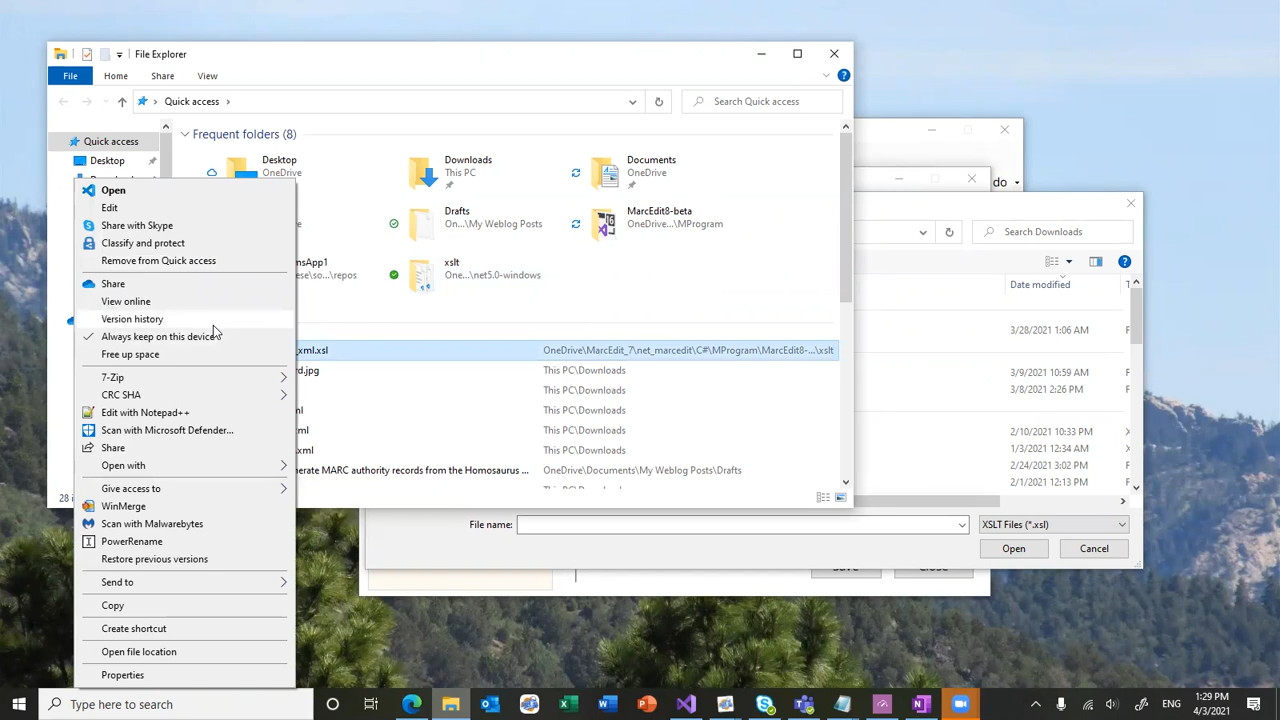 File Explorer
File Home Share View
Quick access
Search Quick access
Quick access
Desktop
Frequent folders (8)
Desktop
OneDrive
Downloads
This PC
Documents
OneDrive
Drafts
On...\My Weblog Posts
MarcEdit8-beta
OneDrive...\MProgram
msApp1
ese\so...\repos
xslt
One...\net5.0-windows
_xml.xsl OneDrive\MarcEdit_7\net_marcedit\C#\MProgram\MarcEdit8-...\xslt
rd.jpg This PC\Downloads
This PC\Downloads
ml This PC\Downloads
xml This PC\Downloads
xml This PC\Downloads
nerate MARC authority records from the Homosaurus ... OneDrive\Documents\My Weblog Posts\Drafts
28 i
Open
Edit
Share with Skype
Classify and protect
Remove from Quick access
Share
View online
Version history
Always keep on this device
Free up space
7-Zip
CRC SHA
Edit with Notepad++
Scan with Microsoft Defender...
Share
Open with
Give access to
WinMerge
Scan with Malwarebytes
PowerRename
Restore previous versions
Send to
Copy
Create shortcut
Open file location
Properties
do
Search Downloads
Date modified T
3/28/2021 1:06 AM F
3/9/2021 10:59 AM F
3/8/2021 2:26 PM F
2/10/2021 10:33 PM X
1/3/2021 12:34 AM X
2/24/2021 3:02 PM F
2/1/2021 12:13 PM X
File name:
XSLT Files (*.xsl)
Open Cancel
Save Close
Type here to search
ENG
1:29 PM
4/3/2021